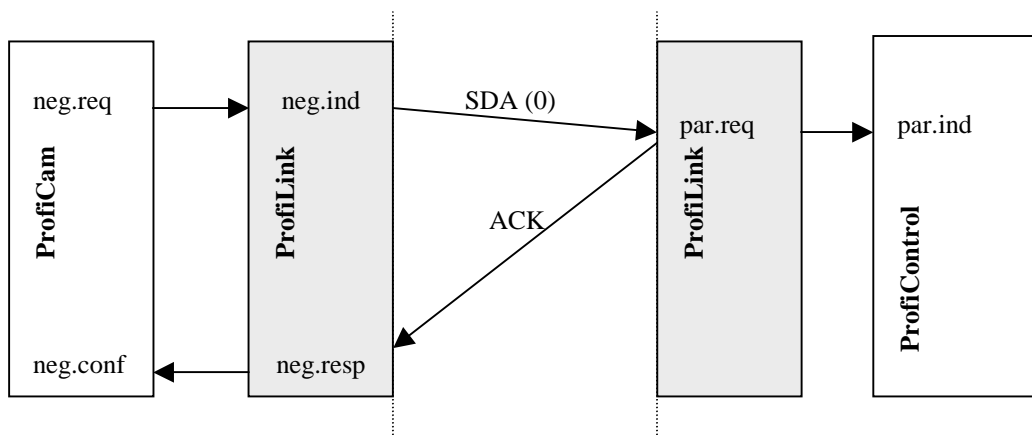 neg.req
neg.ind
SDA (0)
par.req
par.ind
ProfiCam
ProfiLink
ACK
ProfiLink
ProfiControl
neg.conf
neg.resp